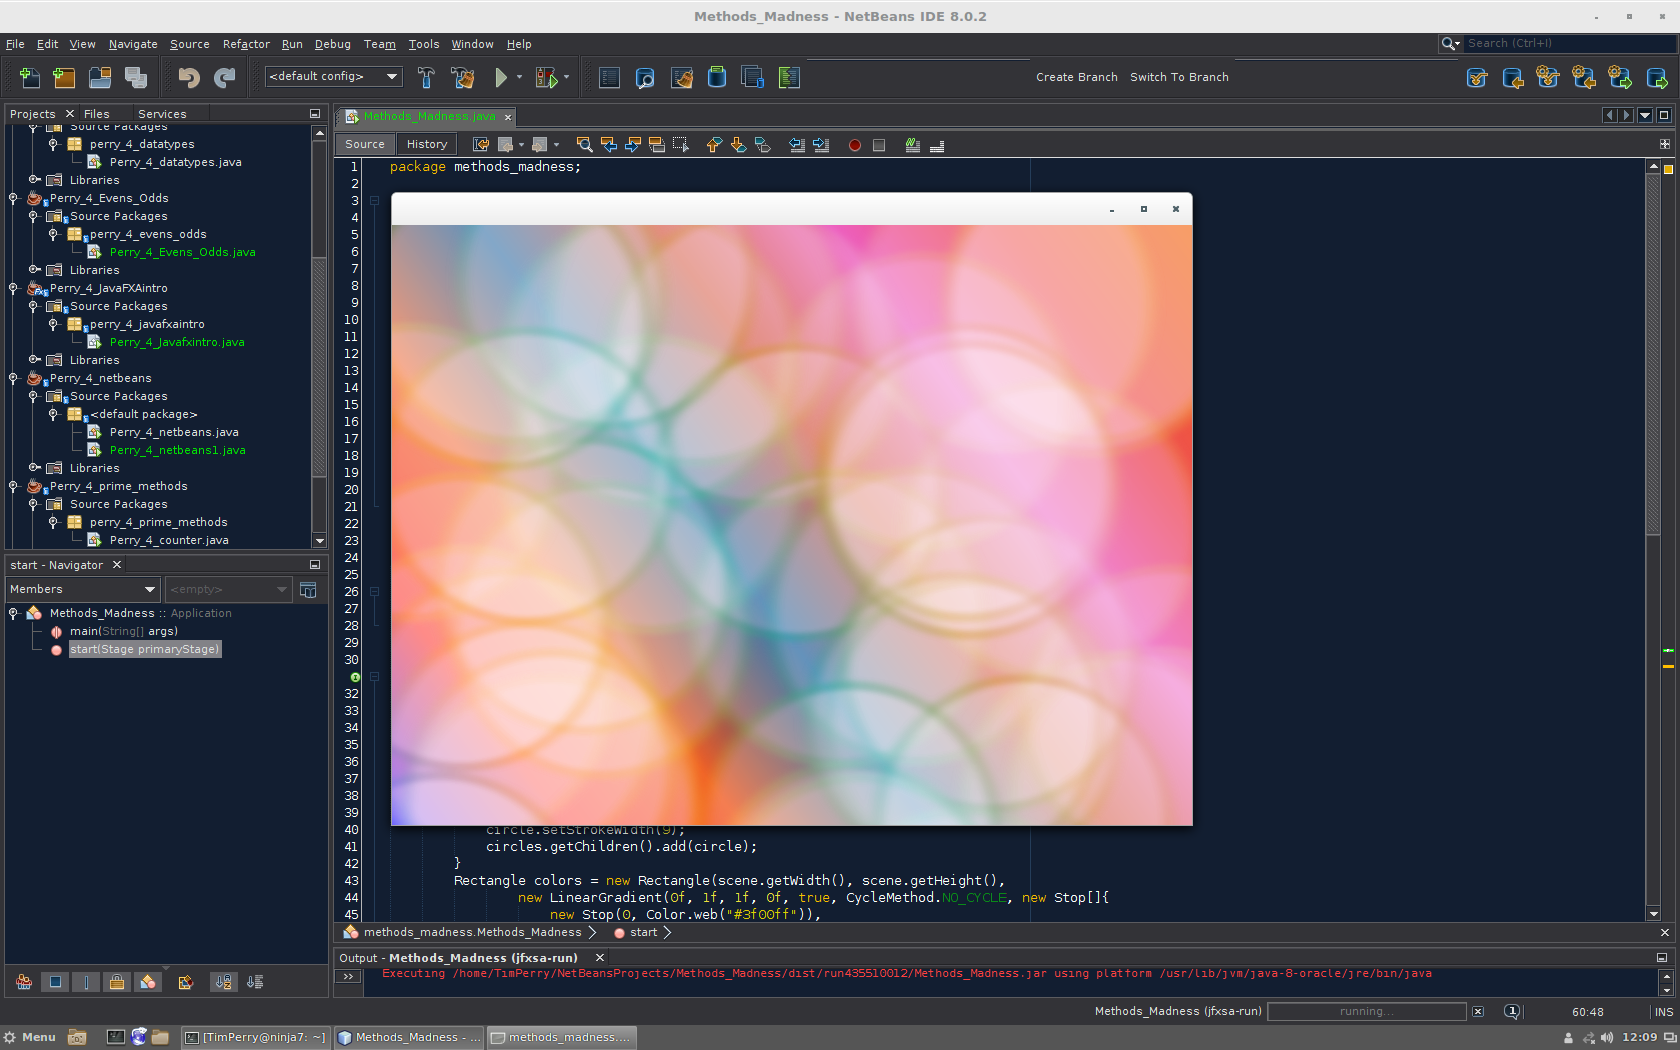 Methods_Madness - NetBeans IDE 8.0.2
File Edit View Navigate Source Refactor Run Debug Team Tools Window Help
Search (Ctrl+I)
<default config>
Create Branch Switch To Branch
Projects Files Services
Source Packages
perry_4_datatypes
Perry_4_datatypes.java
Libraries
Perry_4_Evens_Odds
Source Packages
perry_4_evens_odds
Perry_4_Evens_Odds.java
Libraries
Perry_4_JavaFXAintro
Source Packages
perry_4_javafxaintro
Perry_4_Javafxintro.java
Libraries
Perry_4_netbeans
Source Packages
<default package>
Perry_4_netbeans.java
Perry_4_netbeans1.java
Libraries
Perry_4_prime_methods
Source Packages
perry_4_prime_methods
Perry_4_counter.java
start - Navigator
Members
<empty>
Methods_Madness :: Application
main(String[] args)
start(Stage primaryStage)
Methods_Madness.java
Source History
1 package methods_madness;
2
3
4
5
6
7
8
9
10
11
12
13
14
15
16
17
18
19
20
21
22
23
24
25
26
27
28
29
30
32
33
34
35
36
37
38
39
40 circle.setStrokeWidth(9);
41 circles.getChildren().add(circle);
42 }
43 Rectangle colors = new Rectangle(scene.getWidth(), scene.getHeight(),
44 new LinearGradient(0f, 1f, 1f, 0f, true, CycleMethod.NO_CYCLE, new Stop[]{
45 new Stop(0, Color.web("#3f00ff")),
methods_madness.Methods_Madness start
Output - Methods_Madness (jfxsa-run)
>> Executing /home/TimPerry/NetBeansProjects/Methods_Madness/dist/run435510012/Methods_Madness.jar using platform /usr/lib/jvm/java-8-oracle/jre/bin/java
Methods_Madness (jfxsa-run) running... 1 60:48 INS
Menu [TimPerry@ninja7: ~] Methods_Madness - ... methods_madness.... 12:09